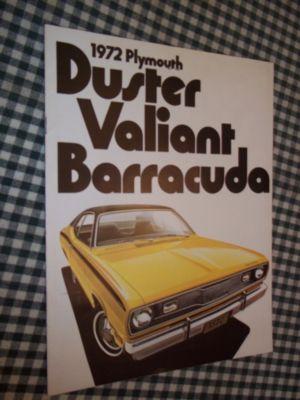 1972 Plymouth
Duster
Valiant
Barracuda